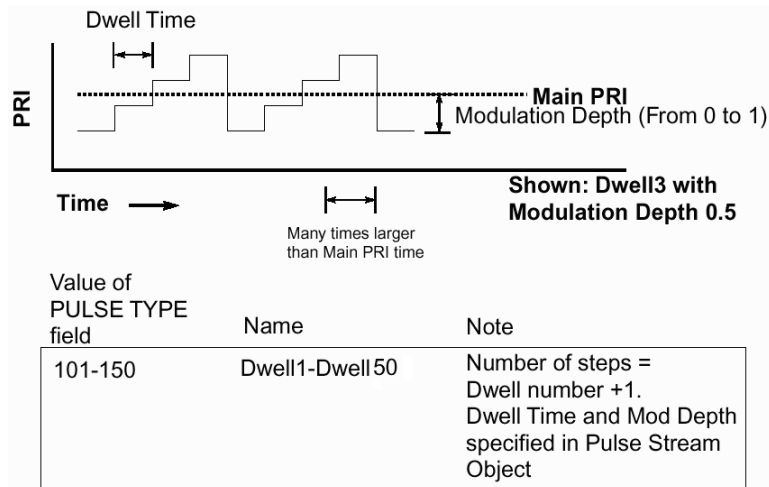 Dwell Time
PRI
Main PRI
Modulation Depth (From 0 to 1)
Time
Shown: Dwell3 with
Modulation Depth 0.5
Many times larger
than Main PRI time
Value of
PULSE TYPE
field
Name
Note
101-150
Dwell1-Dwell50
Number of steps =
Dwell number +1.
Dwell Time and Mod Depth
specified in Pulse Stream
Object